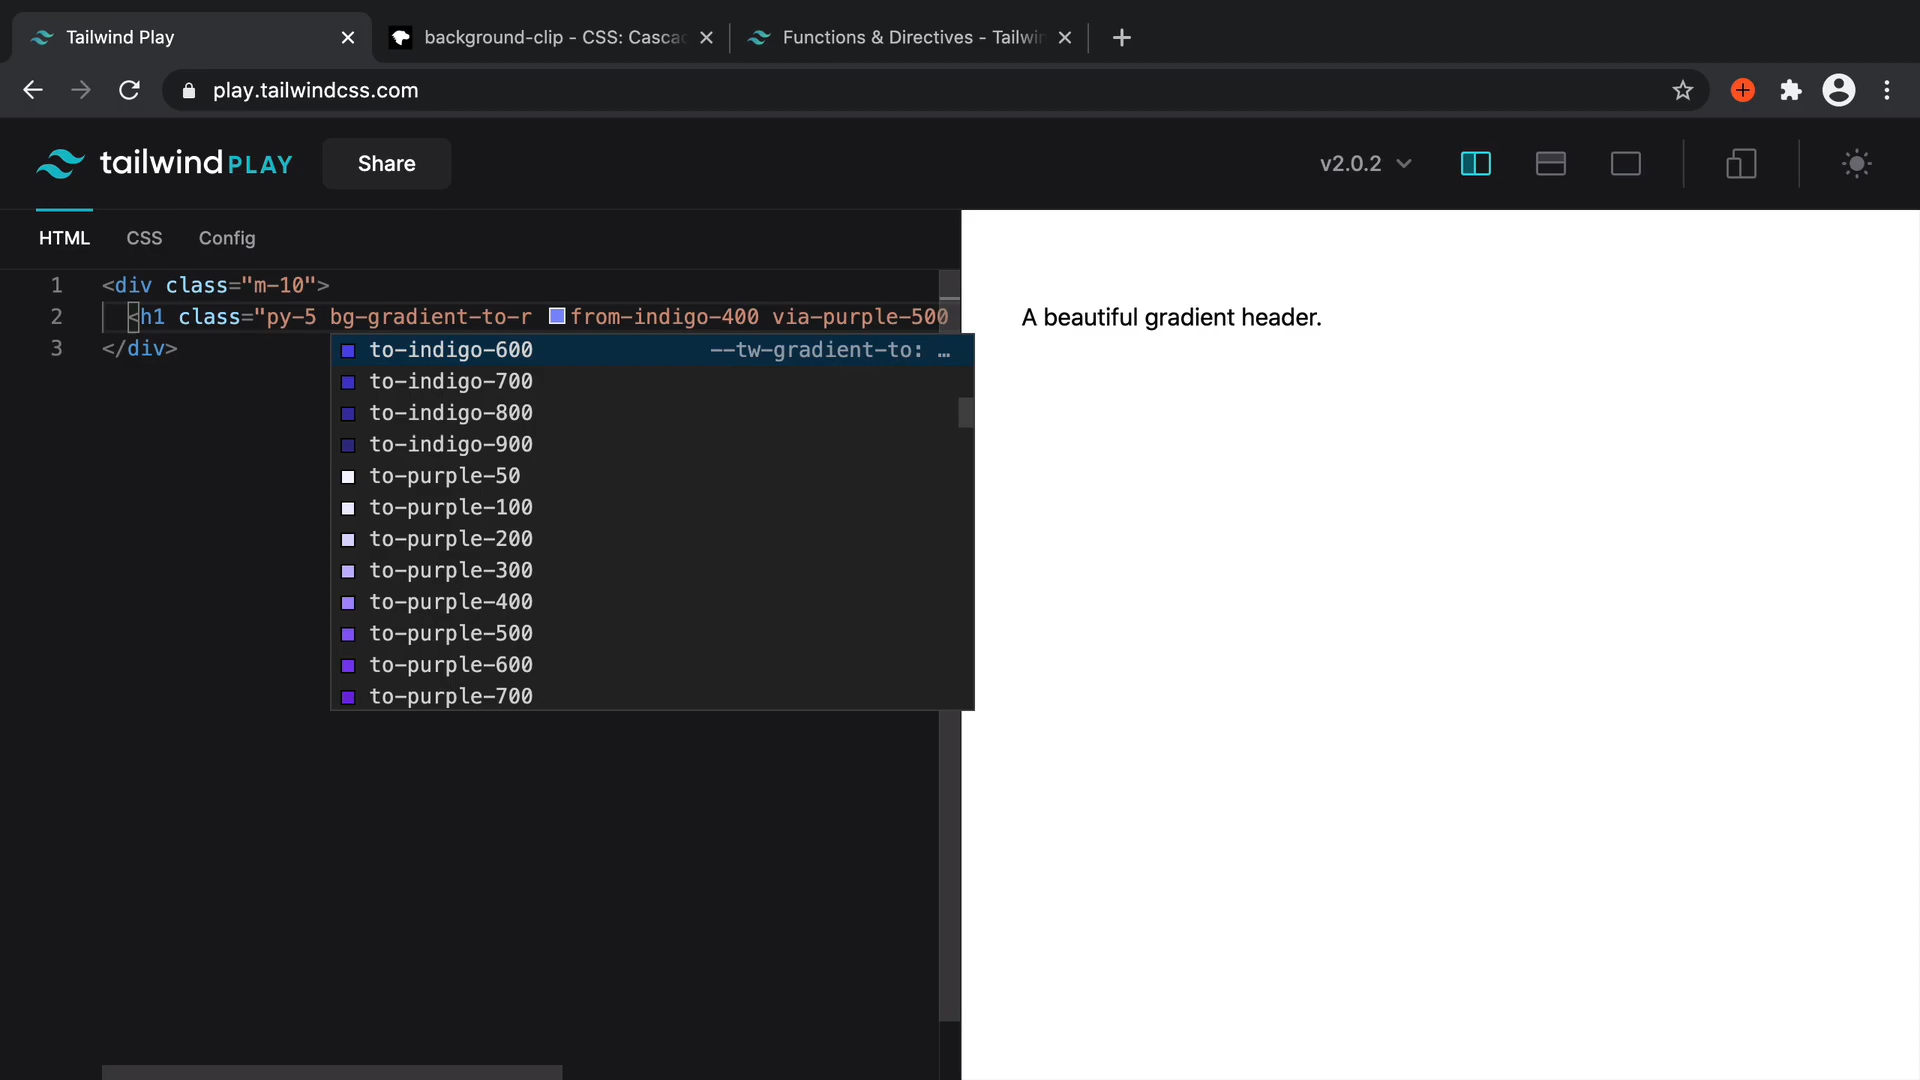 Tailwind Play
background-clip - CSS: Casca
Functions & Directives - Tailwi
play.tailwindcss.com
tailwind PLAY
Share
v2.0.2
HTML
CSS
Config
1 <div class="m-10">
2 <h1 class="py-5 bg-gradient-to-r from-indigo-400 via-purple-500
3 </div>
to-indigo-600 --tw-gradient-to: …
to-indigo-700
to-indigo-800
to-indigo-900
to-purple-50
to-purple-100
to-purple-200
to-purple-300
to-purple-400
to-purple-500
to-purple-600
to-purple-700
A beautiful gradient header.